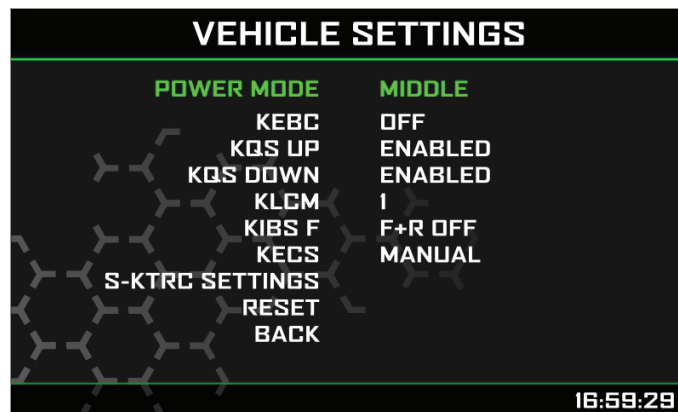 VEHICLE SETTINGS
POWER MODE MIDDLE
KEBC OFF
KQS UP ENABLED
KQS DOWN ENABLED
KLCM 1
KIBS F F+R OFF
KECS MANUAL
S-KTRC SETTINGS
RESET
BACK
16:59:29